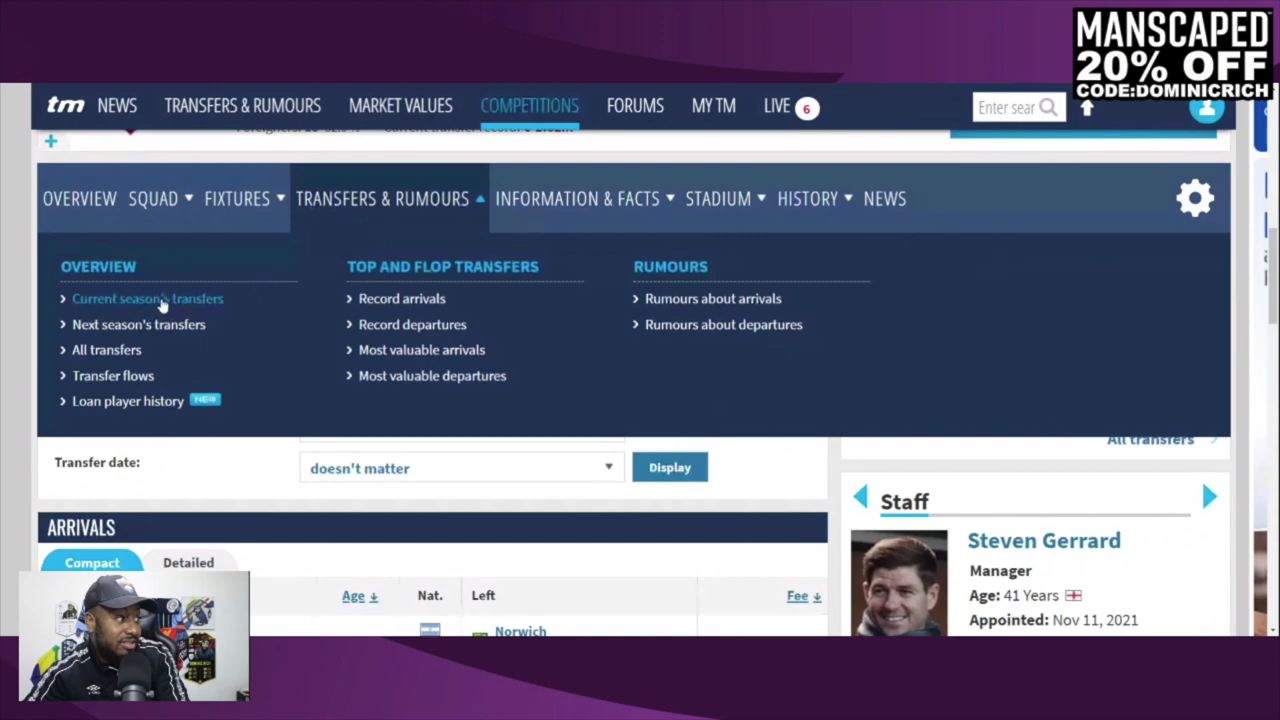 MANSCAPED
20% OFF
CODE:DOMINICRICH
tm NEWS TRANSFERS & RUMOURS MARKET VALUES COMPETITIONS FORUMS MY TM LIVE 6 Enter sear
OVERVIEW SQUAD FIXTURES TRANSFERS & RUMOURS INFORMATION & FACTS STADIUM HISTORY NEWS
OVERVIEW TOP AND FLOP TRANSFERS RUMOURS
Current season's transfers Record arrivals Rumours about arrivals
Next season's transfers Record departures Rumours about departures
All transfers Most valuable arrivals
Transfer flows Most valuable departures
Loan player history NEW
All transfers
Transfer date: doesn't matter Display
Staff
ARRIVALS
Steven Gerrard
Compact Detailed
Manager
Age Nat. Left Fee
Age: 41 Years
Appointed: Nov 11, 2021
Norwich